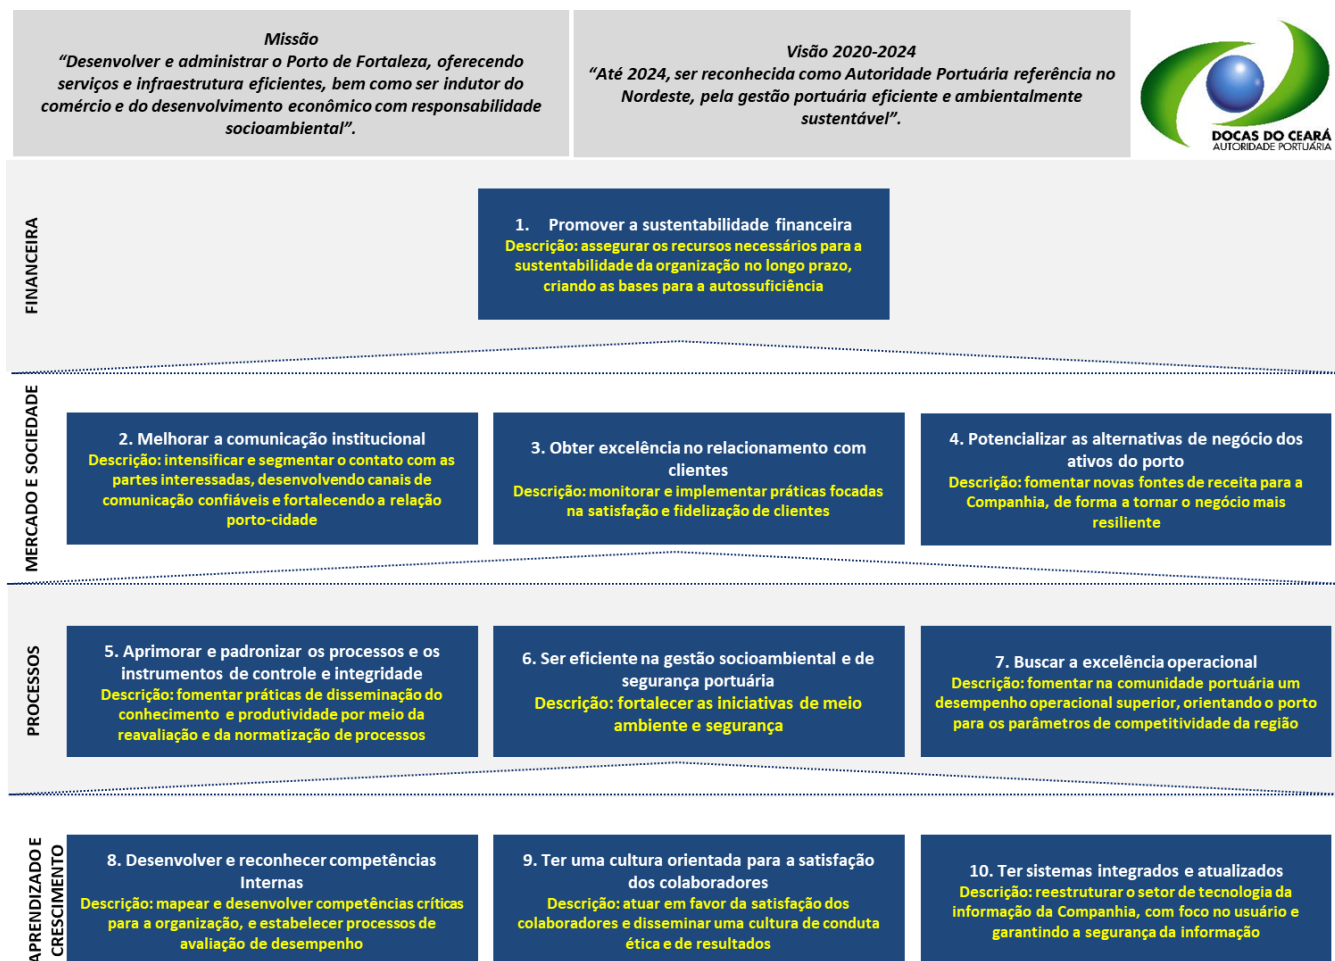 Missão
“Desenvolver e administrar o Porto de Fortaleza, oferecendo
serviços e infraestrutura eficientes, bem como ser indutor do
comércio e do desenvolvimento econômico com responsabilidade
socioambiental”.
Visão 2020-2024
“Até 2024, ser reconhecida como Autoridade Portuária referência no
Nordeste, pela gestão portuária eficiente e ambientalmente
sustentável”.
DOCAS DO CEARÁ
AUTORIDADE PORTUÁRIA
FINANCEIRA
1. Promover a sustentabilidade financeira
Descrição: assegurar os recursos necessários para a
sustentabilidade da organização no longo prazo,
criando as bases para a autossuficiência
MERCADO E SOCIEDADE
2. Melhorar a comunicação institucional
Descrição: intensificar e segmentar o contato com as
partes interessadas, desenvolvendo canais de
comunicação confiáveis e fortalecendo a relação
porto-cidade
3. Obter excelência no relacionamento com
clientes
Descrição: monitorar e implementar práticas focadas
na satisfação e fidelização de clientes
4. Potencializar as alternativas de negócio dos
ativos do porto
Descrição: fomentar novas fontes de receita para a
Companhia, de forma a tornar o negócio mais
resiliente
PROCESSOS
5. Aprimorar e padronizar os processos e os
instrumentos de controle e integridade
Descrição: fomentar práticas de disseminação do
conhecimento e produtividade por meio da
reavaliação e da normatização de processos
6. Ser eficiente na gestão socioambiental e de
segurança portuária
Descrição: fortalecer as iniciativas de meio
ambiente e segurança
7. Buscar a excelência operacional
Descrição: fomentar na comunidade portuária um
desempenho operacional superior, orientando o porto
para os parâmetros de competitividade da região
APRENDIZADO E
CRESCIMENTO
8. Desenvolver e reconhecer competências
Internas
Descrição: mapear e desenvolver competências críticas
para a organização, e estabelecer processos de
avaliação de desempenho
9. Ter uma cultura orientada para a satisfação
dos colaboradores
Descrição: atuar em favor da satisfação dos
colaboradores e disseminar uma cultura de conduta
ética e de resultados
10. Ter sistemas integrados e atualizados
Descrição: reestruturar o setor de tecnologia da
informação da Companhia, com foco no usuário e
garantindo a segurança da informação